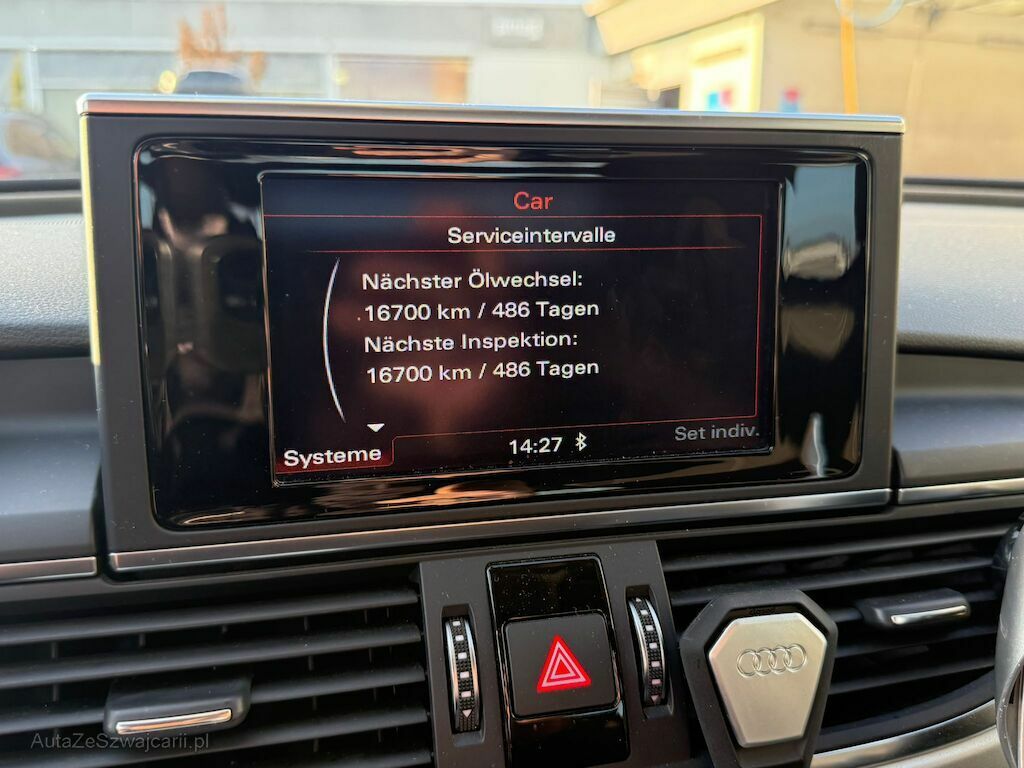 Car
Serviceintervalle
Nächster Ölwechsel:
16700 km / 486 Tagen
Nächste Inspektion:
16700 km / 486 Tagen
Systeme
14:27
Set indiv.
AutaZeSzwajcarii.pl